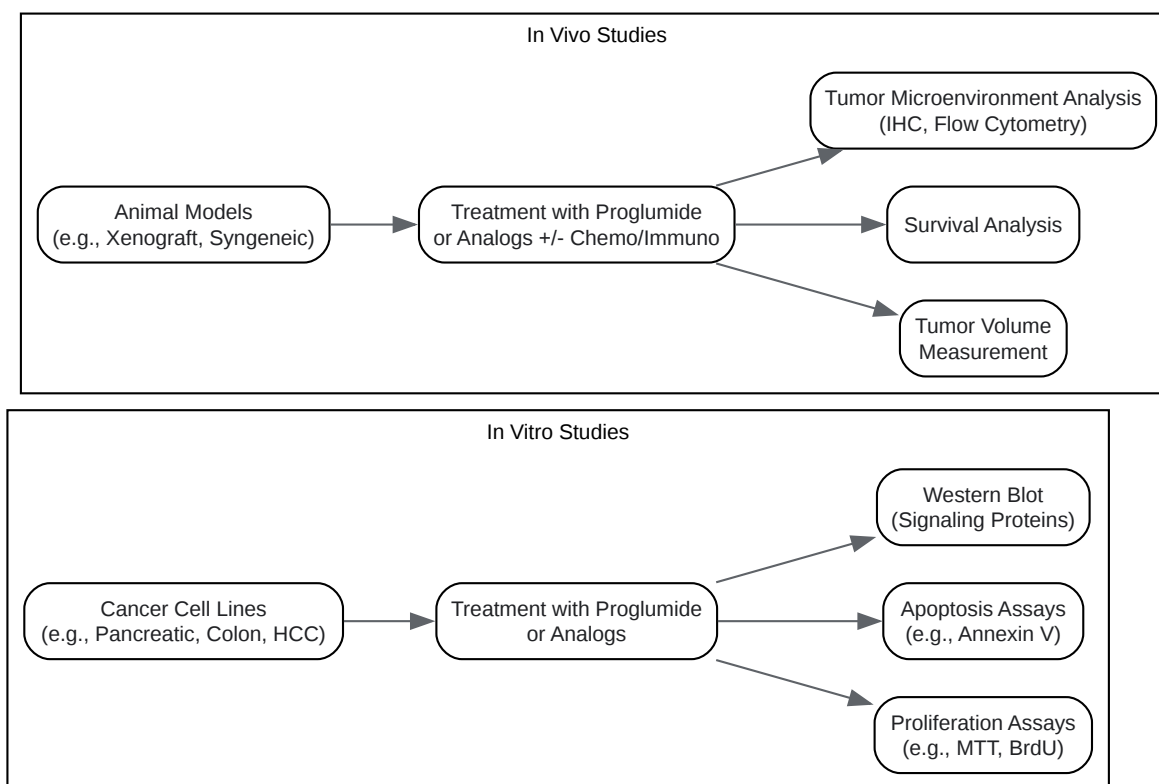 In Vivo Studies
Tumor Microenvironment Analysis
(IHC, Flow Cytometry)
Animal Models
(e.g., Xenograft, Syngeneic)
Treatment with Proglumide
or Analogs +/- Chemo/Immuno
Survival Analysis
Tumor Volume
Measurement
In Vitro Studies
Western Blot
(Signaling Proteins)
Cancer Cell Lines
(e.g., Pancreatic, Colon, HCC)
Treatment with Proglumide
or Analogs
Apoptosis Assays
(e.g., Annexin V)
Proliferation Assays
(e.g., MTT, BrdU)